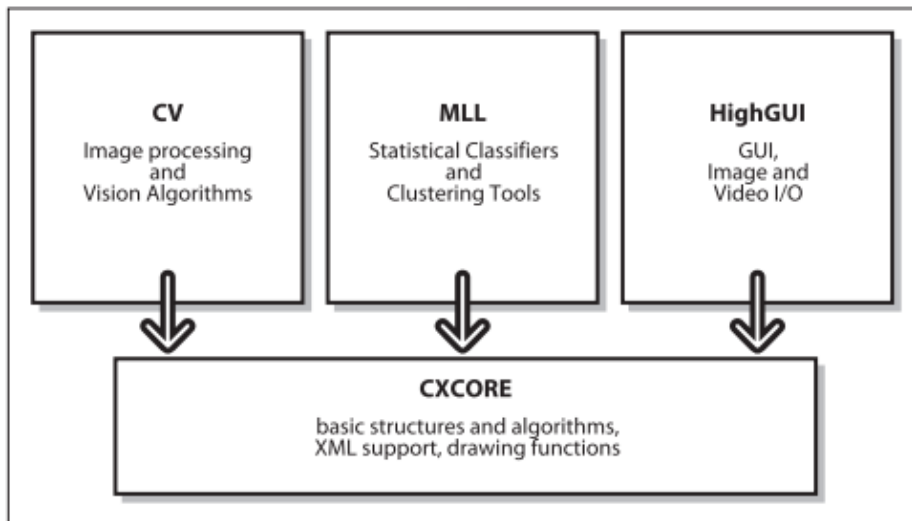 CV
Image processing
and
Vision Algorithms
MLL
Statistical Classifiers
and
Clustering Tools
HighGUI
GUI,
Image and
Video I/O
CXCORE
basic structures and algorithms,
XML support, drawing functions